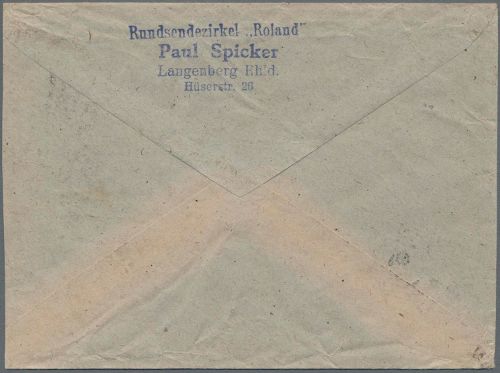 Rundsendezirkel „Roland"
Paul Spicker
Langenberg Rhld.
Hüserstr. 26